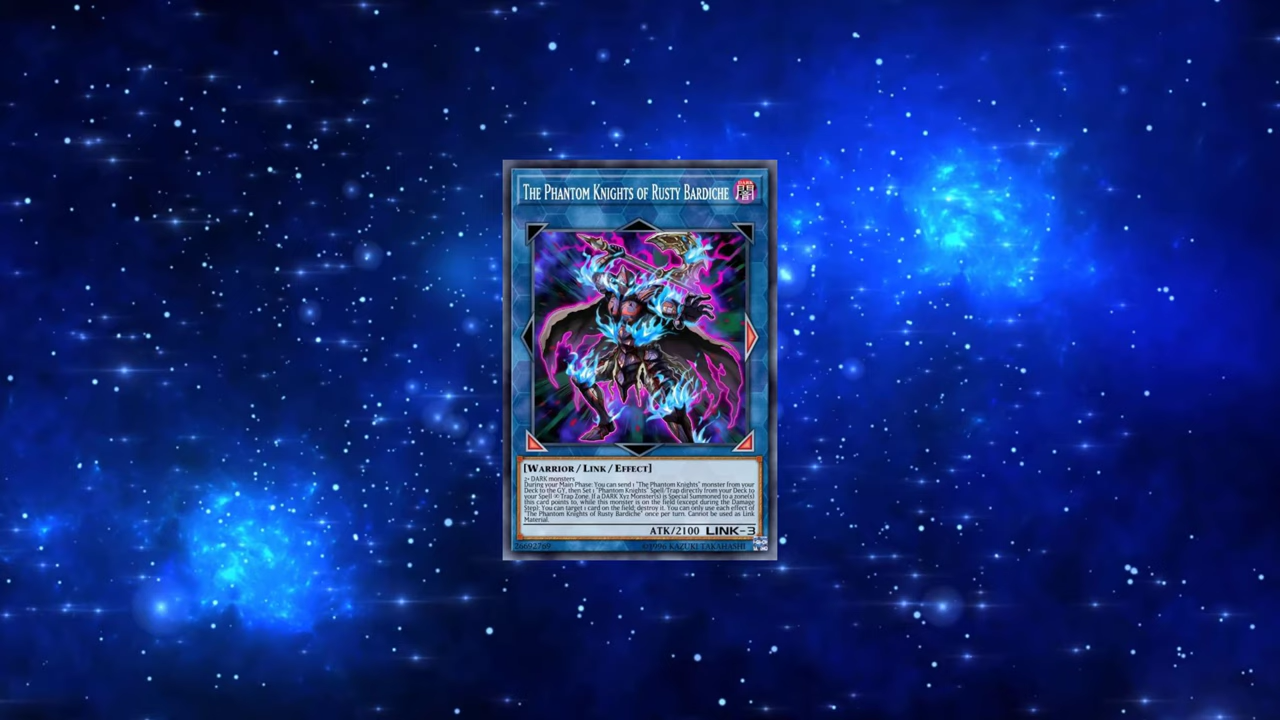 The Phantom Knights of Rusty Bardiche
DARK
[Warrior / Link / Effect]
2+ DARK monsters
During your Main Phase: You can send 1 "The Phantom Knights" monster from your
Deck to the GY, then Set 1 "Phantom Knights" Spell/Trap directly from your Deck to
your Spell & Trap Zone. If a DARK Xyz Monster(s) is Special Summoned to a zone(s)
this card points to, while this monster is on the field (except during the Damage
Step): You can target 1 card on the field; destroy it. You can only use each effect of
"The Phantom Knights of Rusty Bardiche" once per turn. Cannot be used as Link
Material.
ATK/2100 LINK-3
26692769
©1996 KAZUKI TAKAHASHI